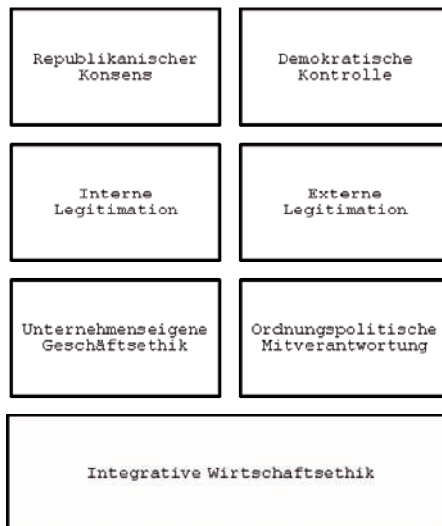 Republikanischer
Konsens
Demokratische
Kontrolle
Interne
Legitimation
Externe
Legitimation
Unternehmenseigene
Geschäftsethik
Ordnungspolitische
Mitverantwortung
Integrative Wirtschaftsethik